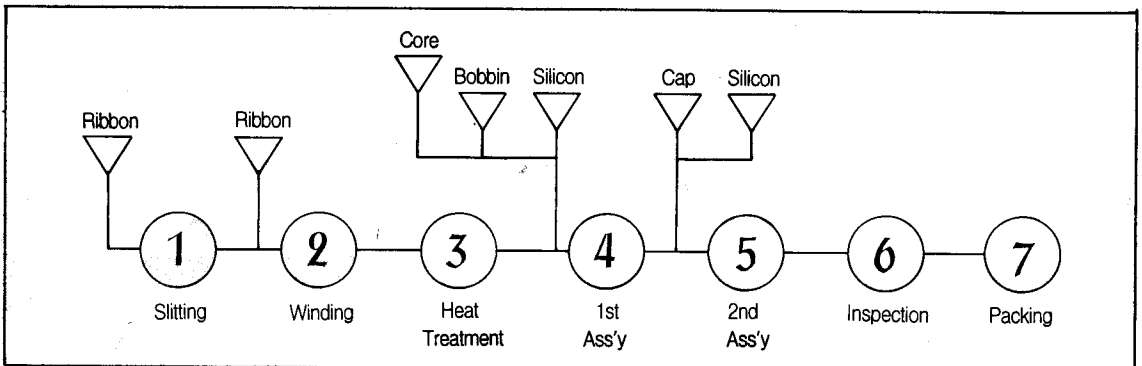 Core
Bobbin Silicon Cap Silicon
Ribbon Ribbon
1 2 3 4 5 6 7
Slitting Winding Heat Treatment 1st Ass'y 2nd Ass'y Inspection Packing